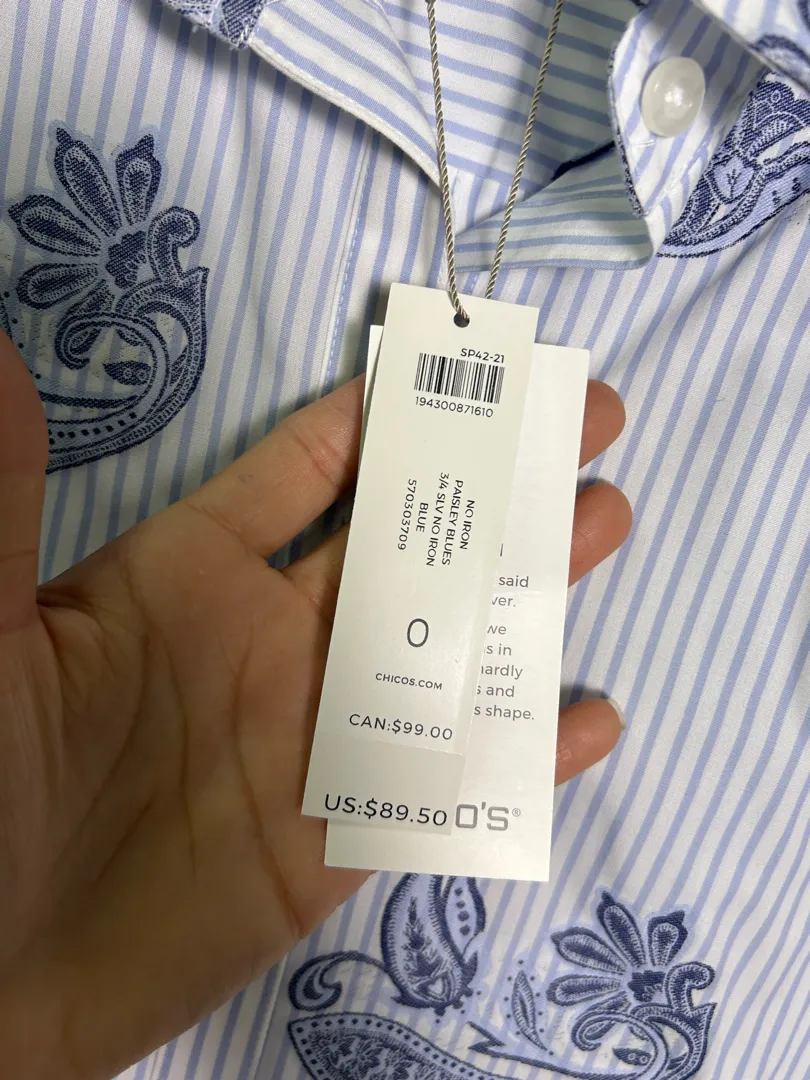 SP42-21
194300871610
NO IRON
PAISLEY BLUES
3/4 SLV NO IRON
BLUE
570303709
0
CHICOS.COM
CAN:$99.00
US:$89.50
said
ver.
we
s in
hardly
s and
s shape.
O'S®